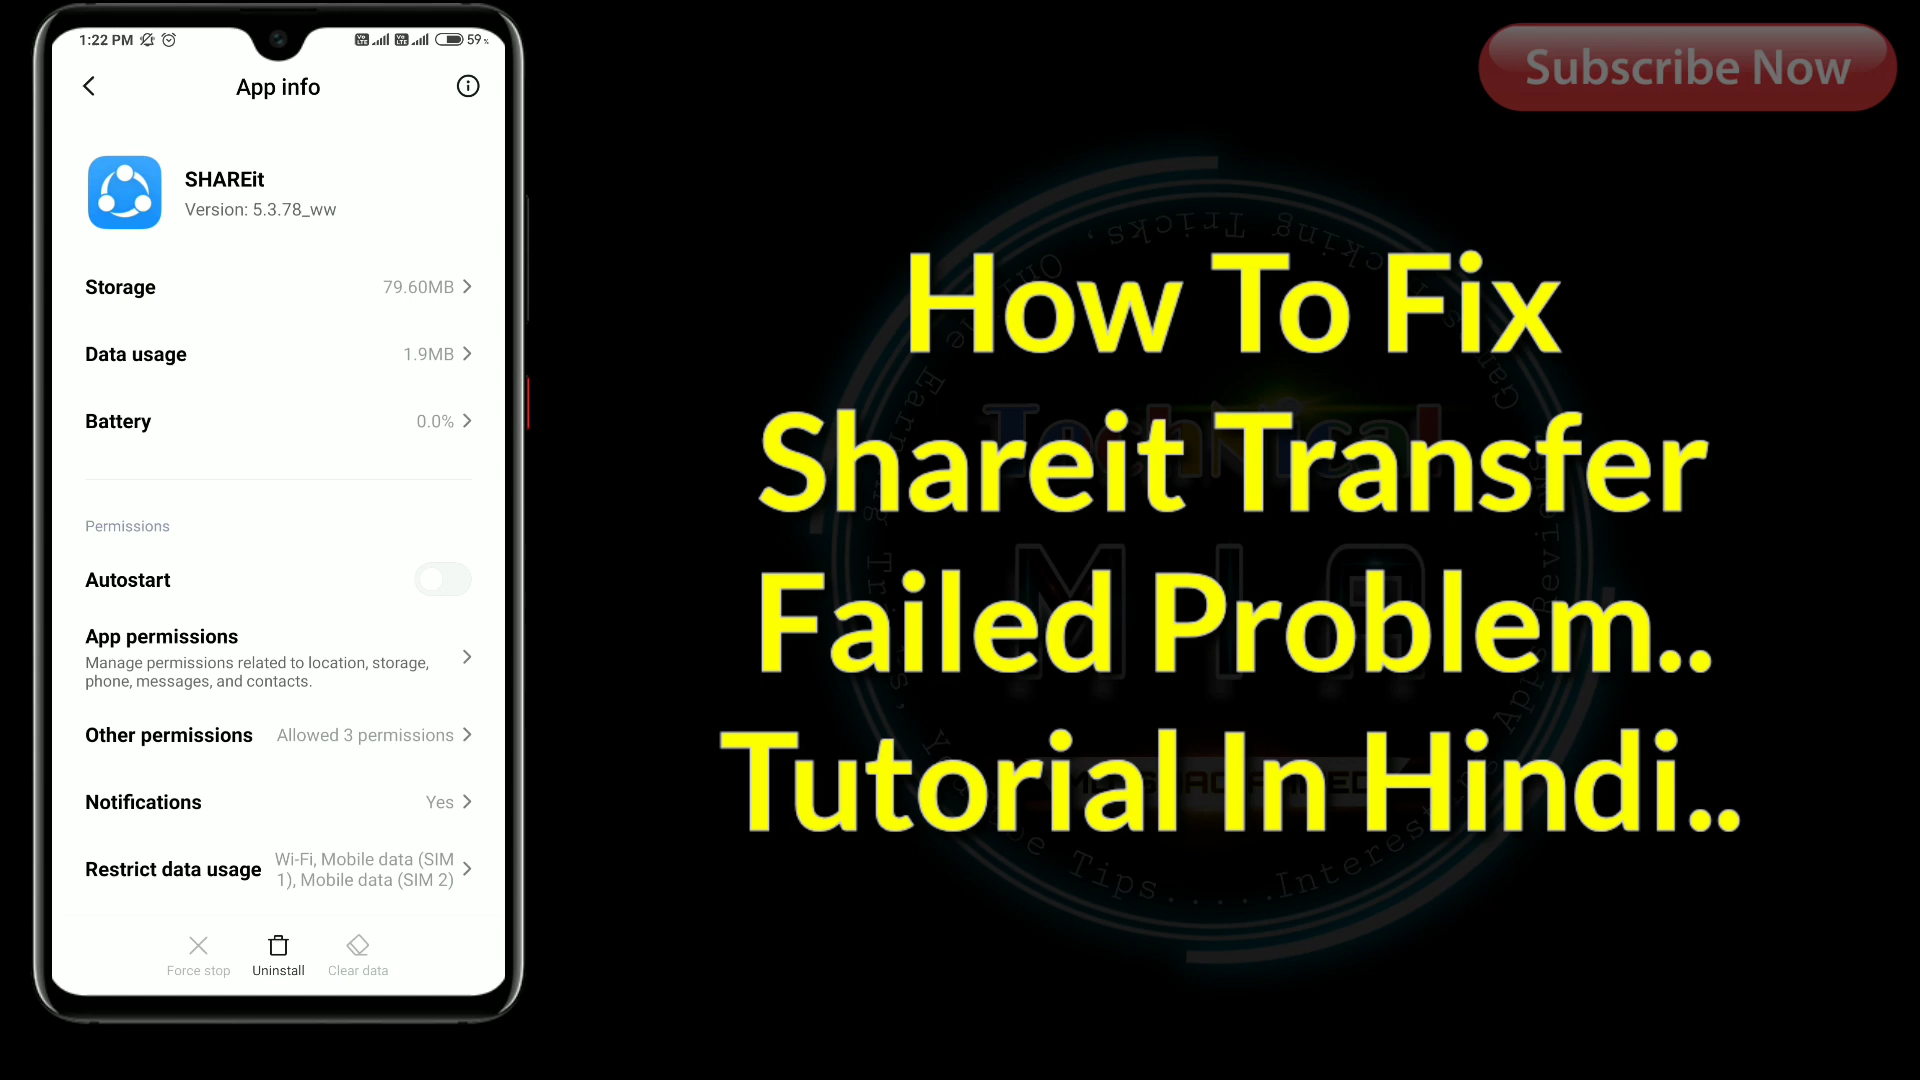 1:22 PM
59%
App info
SHAREit
Version: 5.3.78_ww
Storage 79.60MB
Data usage 1.9MB
Battery 0.0%
Permissions
Autostart
App permissions
Manage permissions related to location, storage,
phone, messages, and contacts.
Other permissions Allowed 3 permissions
Notifications Yes
Restrict data usage Wi-Fi, Mobile data (SIM
1), Mobile data (SIM 2)
Force stop Uninstall Clear data
Subscribe Now
How To Fix
Shareit Transfer
Failed Problem..
Tutorial In Hindi..